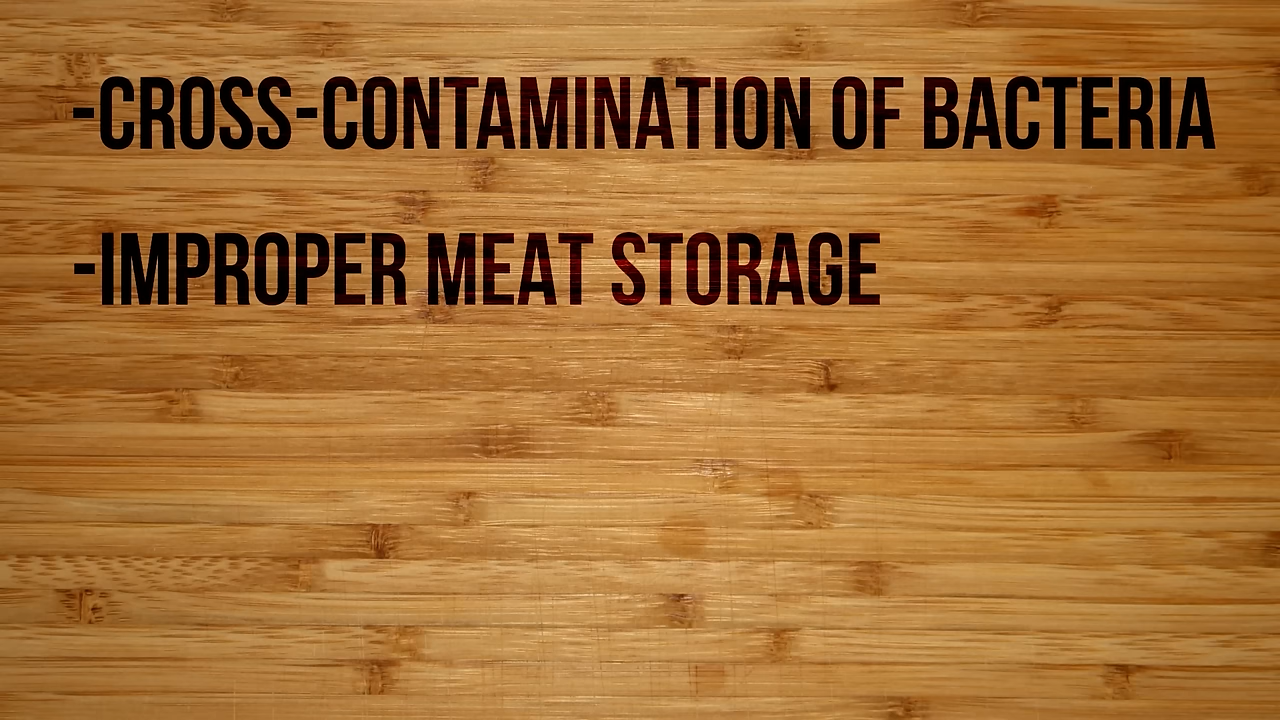 -CROSS-CONTAMINATION OF BACTERIA
-IMPROPER MEAT STORAGE